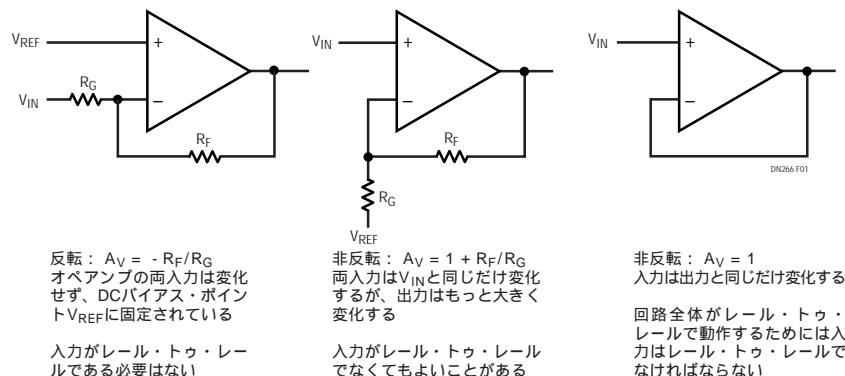 VREF
VIN
RG
+
−
RF
反転： AV = - RF/RG
オペアンプの両入力は変化
せず、DCバイアス・ポイン
トVREFに固定されている
入力がレール・トゥ・レー
ルである必要はない
VIN
+
−
RF
RG
VREF
非反転： AV = 1 + RF/RG
両入力はVINと同じだけ変化
するが、出力はもっと大きく
変化する
入力がレール・トゥ・レール
でなくてもよいことがある
VIN
+
−
DN266 F01
非反転： AV = 1
入力は出力と同じだけ変化する
回路全体がレール・トゥ・
レールで動作するためには入
力はレール・トゥ・レールで
なければならない